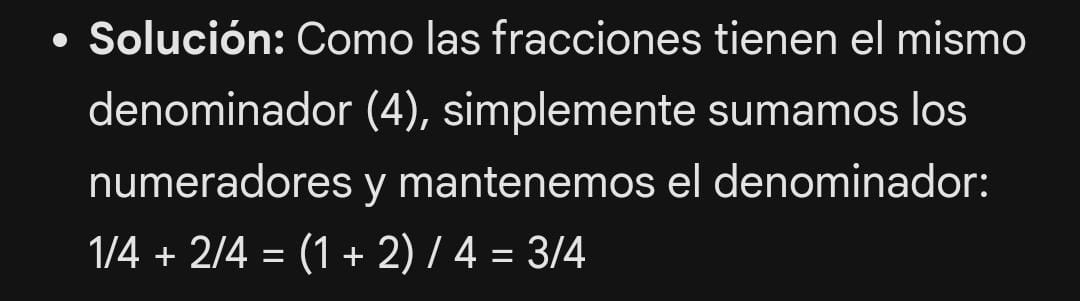 • Solución: Como las fracciones tienen el mismo
denominador (4), simplemente sumamos los
numeradores y mantenemos el denominador:
1/4 + 2/4 = (1 + 2) / 4 = 3/4